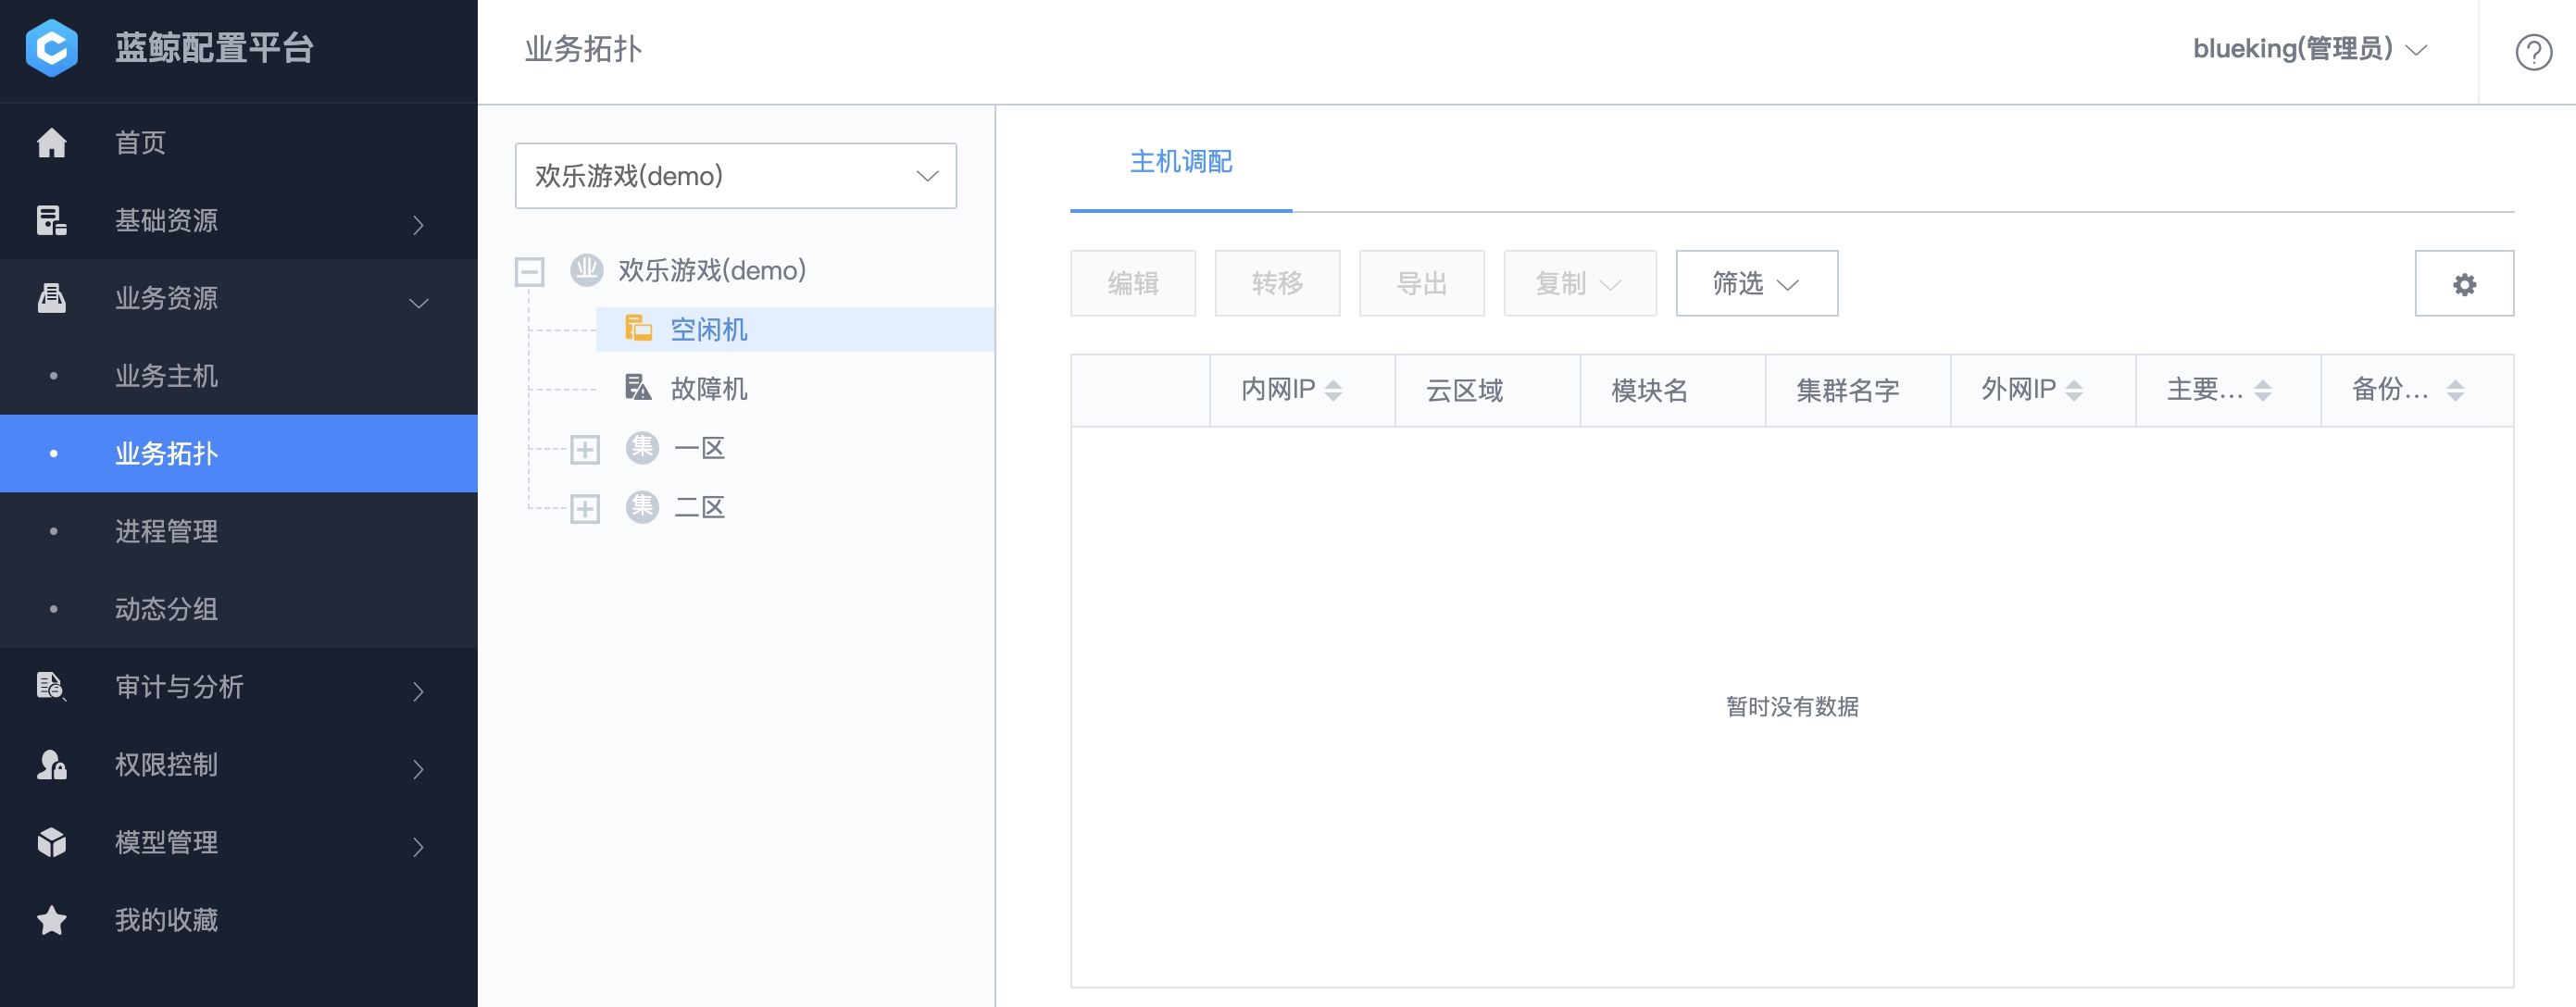 蓝鲸配置平台
首页
基础资源
业务资源
业务主机
业务拓扑
进程管理
动态分组
审计与分析
权限控制
模型管理
我的收藏
业务拓扑
blueking(管理员)
欢乐游戏(demo)
业 欢乐游戏(demo)
空闲机
故障机
集 一区
集 二区
主机调配
编辑 转移 导出 复制 筛选
内网IP 云区域 模块名 集群名字 外网IP 主要... 备份...
暂时没有数据